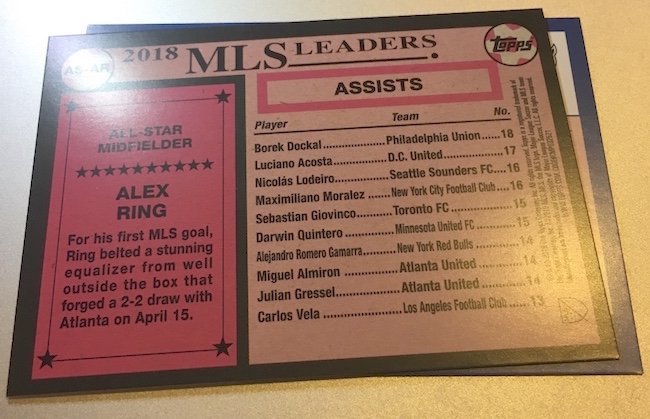 AS-AR
2018 MLS LEADERS
Topps
ALL-STAR
MIDFIELDER
ALEX
RING
For his first MLS goal,
Ring belted a stunning
equalizer from well
outside the box that
forged a 2-2 draw with
Atlanta on April 15.
ASSISTS
Player Team No.
Borek Dockal....................Philadelphia Union.....18
Luciano Acosta................D.C. United................17
Nicolás Lodeiro...............Seattle Sounders FC....16
Maximiliano Moralez ......New York City Football Club....16
Sebastian Giovinco..........Toronto FC................15
Darwin Quintero..............Minnesota United FC.....15
Alejandro Romero Gamarra........New York Red Bulls .......14
Miguel Almiron ...............Atlanta United............14
Julian Gressel..................Atlanta United............14
Carlos Vela .....................Los Angeles Football Club .....13